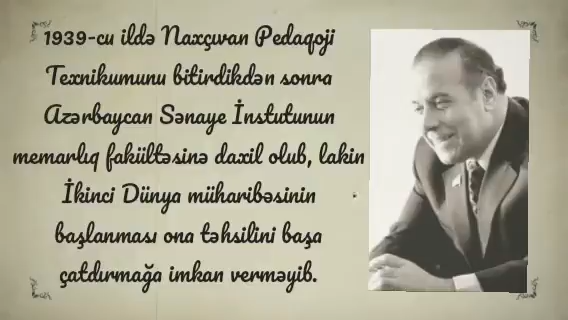 1939-cu ildə Naxçıvan Pedaqoji
Texnikumunu bitirdikdən sonra
Azərbaycan Sənaye İnstutunun
memarlıq fakültəsinə daxil olub, lakin
İkinci Dünya müharibəsinin
başlanması ona təhsilini başa
çatdırmağa imkan verməyib.